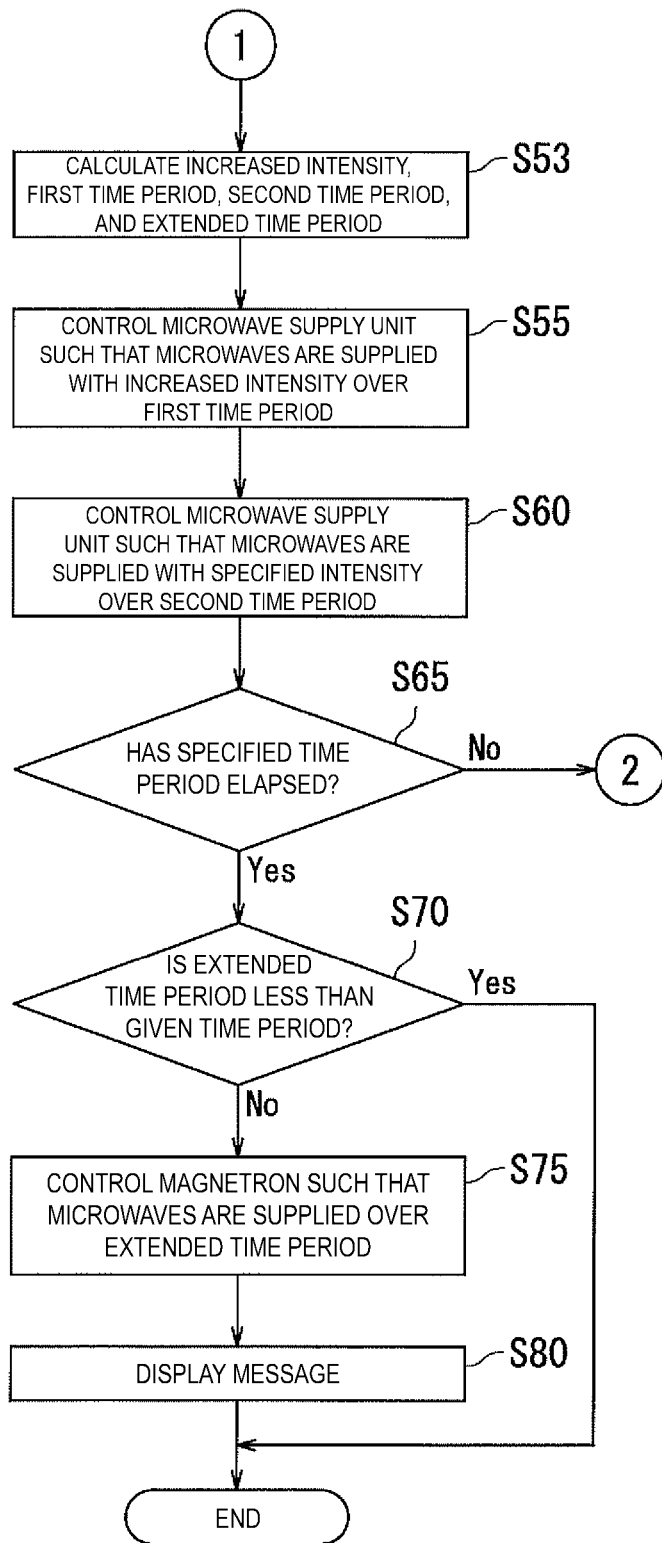 1
CALCULATE INCREASED INTENSITY,
FIRST TIME PERIOD, SECOND TIME PERIOD,
AND EXTENDED TIME PERIOD
S53
CONTROL MICROWAVE SUPPLY UNIT
SUCH THAT MICROWAVES ARE SUPPLIED
WITH INCREASED INTENSITY OVER
FIRST TIME PERIOD
S55
CONTROL MICROWAVE SUPPLY
UNIT SUCH THAT MICROWAVES ARE
SUPPLIED WITH SPECIFIED INTENSITY
OVER SECOND TIME PERIOD
S60
S65
HAS SPECIFIED TIME
PERIOD ELAPSED?
No
2
Yes
S70
IS EXTENDED
TIME PERIOD LESS THAN
GIVEN TIME PERIOD?
Yes
No
CONTROL MAGNETRON SUCH THAT
MICROWAVES ARE SUPPLIED OVER
EXTENDED TIME PERIOD
S75
DISPLAY MESSAGE
S80
END